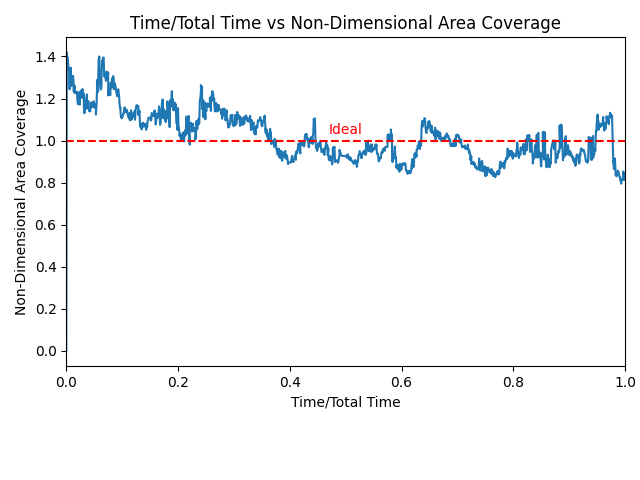 Time/Total Time vs Non-Dimensional Area Coverage
Non-Dimensional Area Coverage
1.4
1.2
1.0
0.8
0.6
0.4
0.2
0.0
Ideal
0.0 0.2 0.4 0.6 0.8 1.0
Time/Total Time